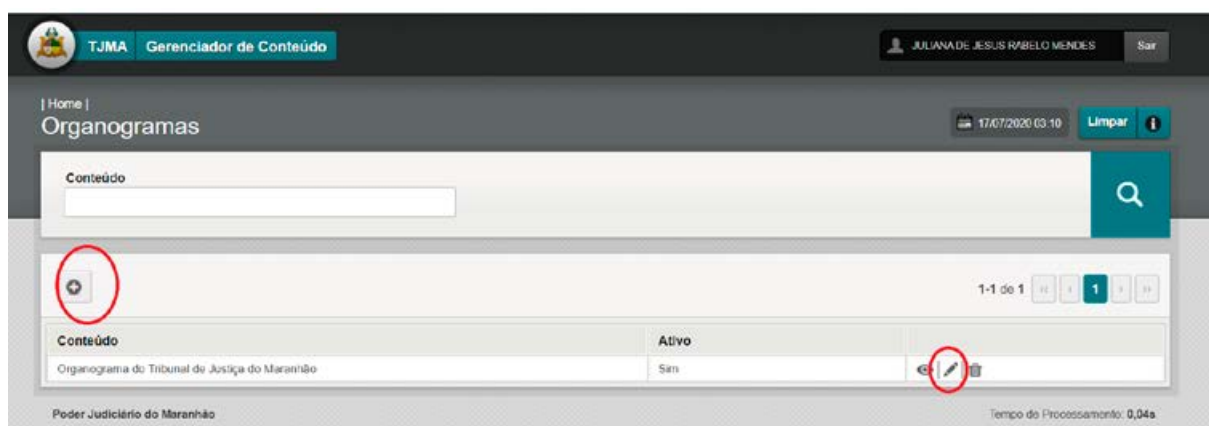 TJMA Gerenciador de Conteúdo
JULIANA DE JESUS RABELO MENDES Sair
| Home |
Organogramas
17/07/2020 03:10 Limpar
Conteúdo
1-1 de 1 « ‹ 1 › »
Conteúdo Ativo
Organograma do Tribunal de Justiça do Maranhão Sim
Poder Judiciário do Maranhão Tempo de Processamento: 0,04s